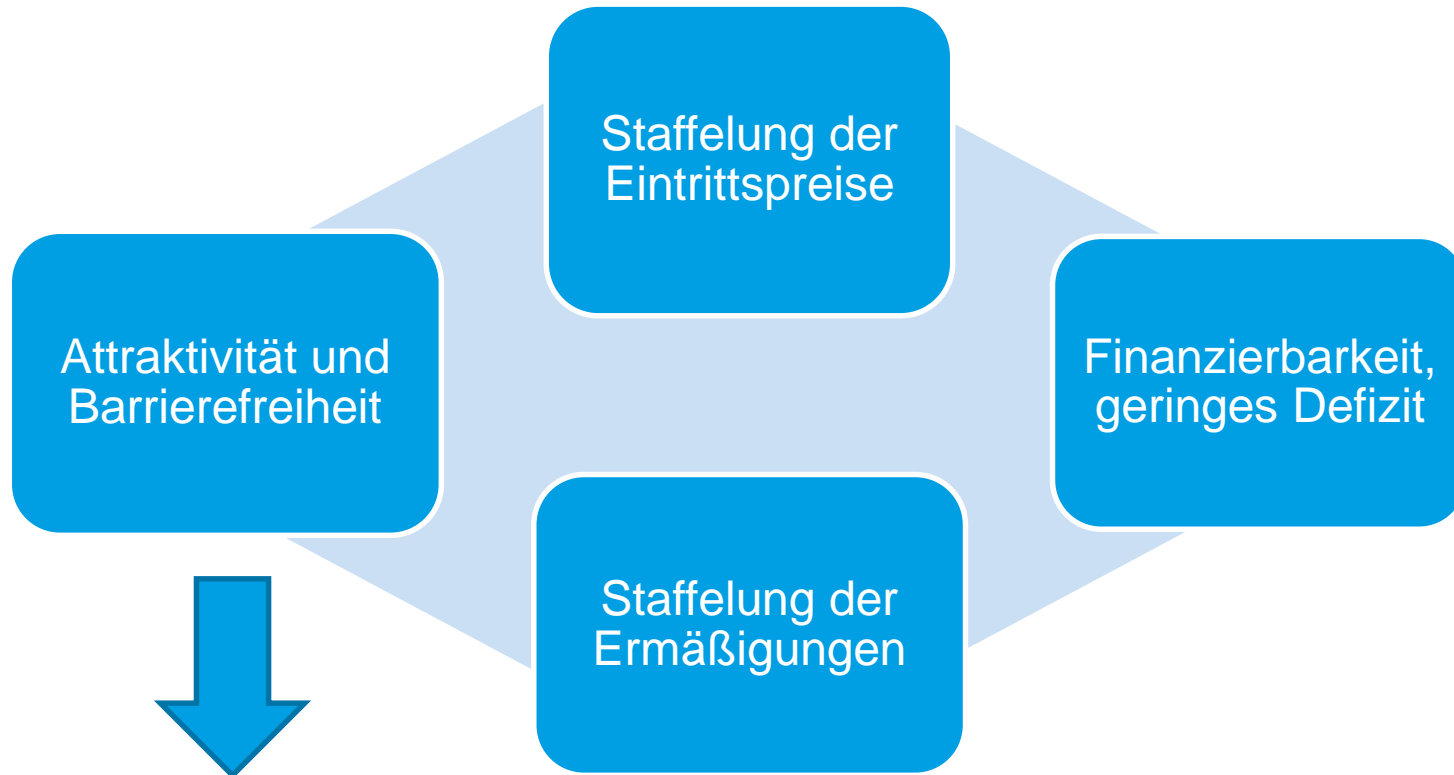 Staffelung der
Eintrittspreise
Attraktivität und
Barrierefreiheit
Finanzierbarkeit,
geringes Defizit
Staffelung der
Ermäßigungen